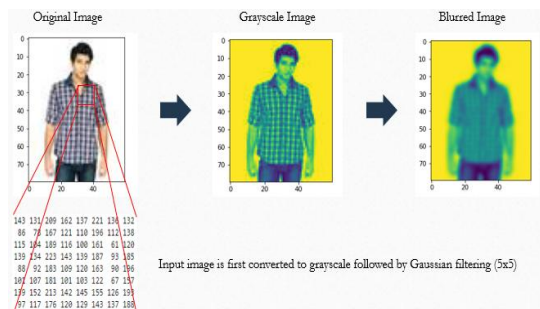 Original Image
Grayscale Image
Blurred Image
0
10
20
30
40
50
60
70
0 20 40
0
10
20
30
40
50
60
70
0 20 40
0
10
20
30
40
50
60
70
0 20 40
143 131 209 162 137 221 136 132
86 78 167 121 110 196 112 138
115 104 189 116 100 161 61 120
139 134 223 143 139 187 93 185
88 92 183 109 120 163 90 196
101 107 181 101 103 122 67 157
139 152 213 142 145 155 126 193
97 117 176 120 129 143 137 188
Input image is first converted to grayscale followed by Gaussian filtering (5x5)